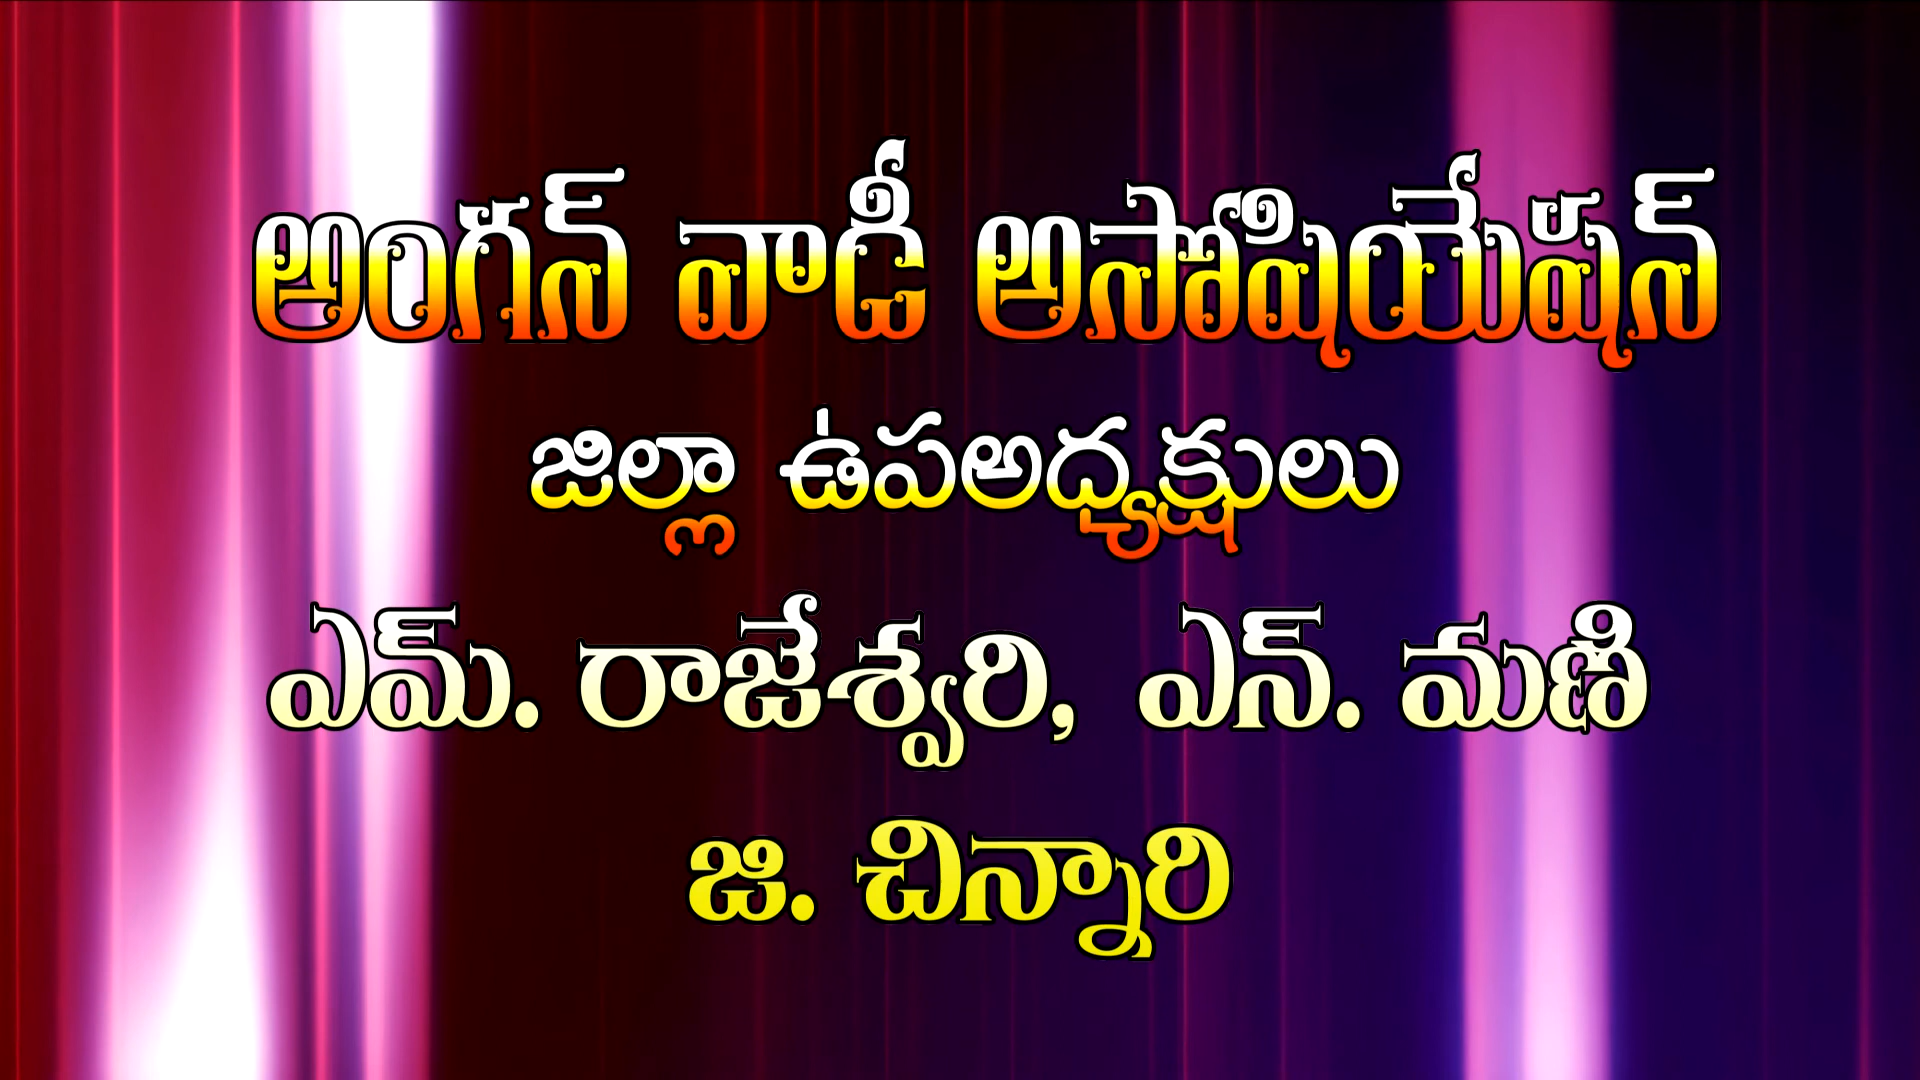 అంగన్ వాడీ అసోషియేషన్
జిల్లా ఉపఅధ్యక్షులు
ఎమ్. రాజేశ్వరి, ఎన్. మణి
జి. చిన్నారి